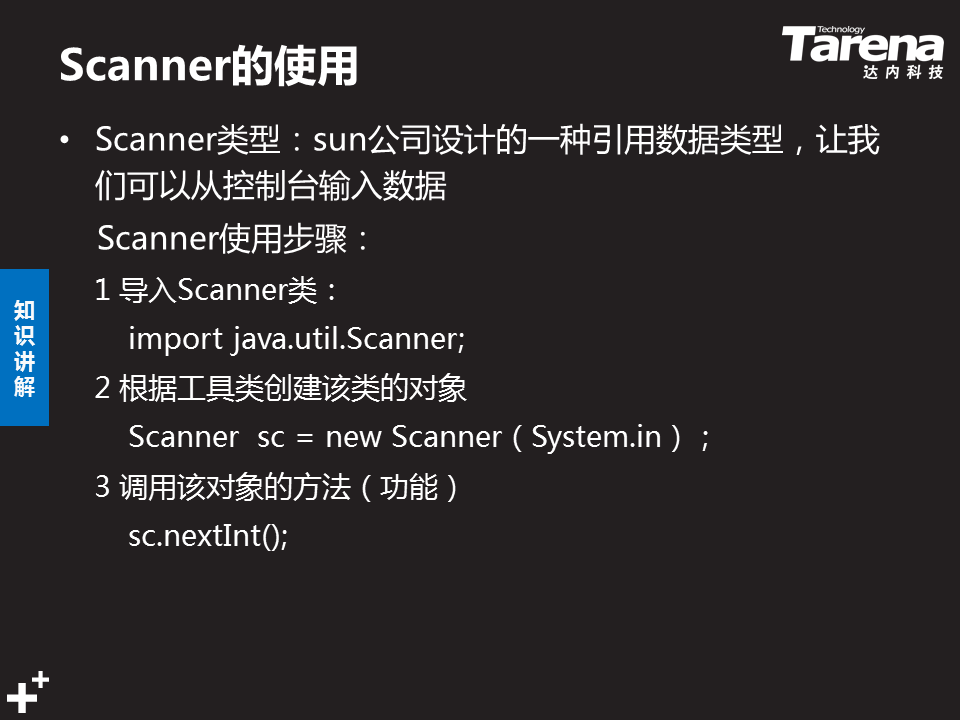 Scanner的使用
Technology
Tarena
达内科技
• Scanner类型：sun公司设计的一种引用数据类型，让我
们可以从控制台输入数据
Scanner使用步骤：
1 导入Scanner类：
import java.util.Scanner;
2 根据工具类创建该类的对象
Scanner  sc = new Scanner（System.in）；
3 调用该对象的方法（功能）
sc.nextInt();
知
识
讲
解